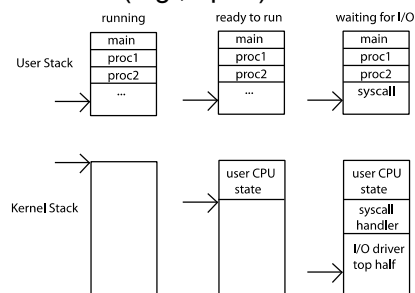 running ready to run waiting for I/O
User Stack
main main main
proc1 proc1 proc1
proc2 proc2 proc2
... ... syscall
Kernel Stack
user CPU state
user CPU state
syscall handler
I/O driver top half